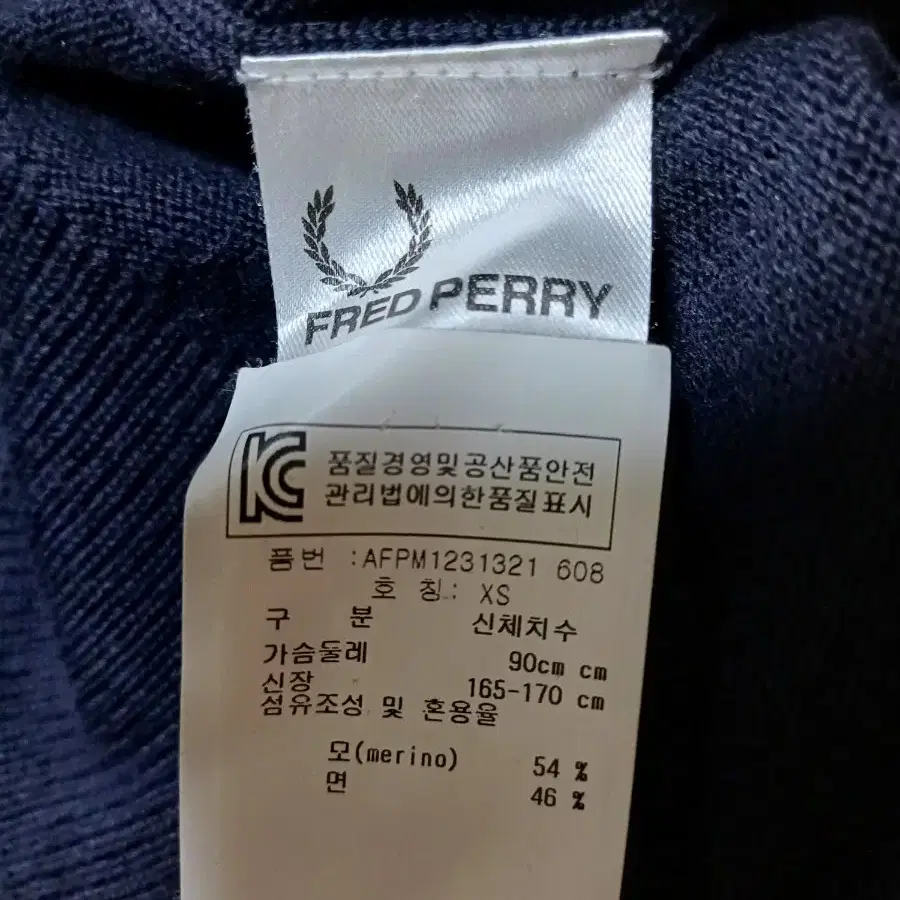 FRED PERRY
KC
품질경영및공산품안전
관리법에의한품질표시
품번 :AFPM1231321 608
호 칭: XS
구 분 신체치수
가슴둘레 90cm cm
신장 165-170 cm
섬유조성 및 혼용율
모(merino) 54 %
면 46 %